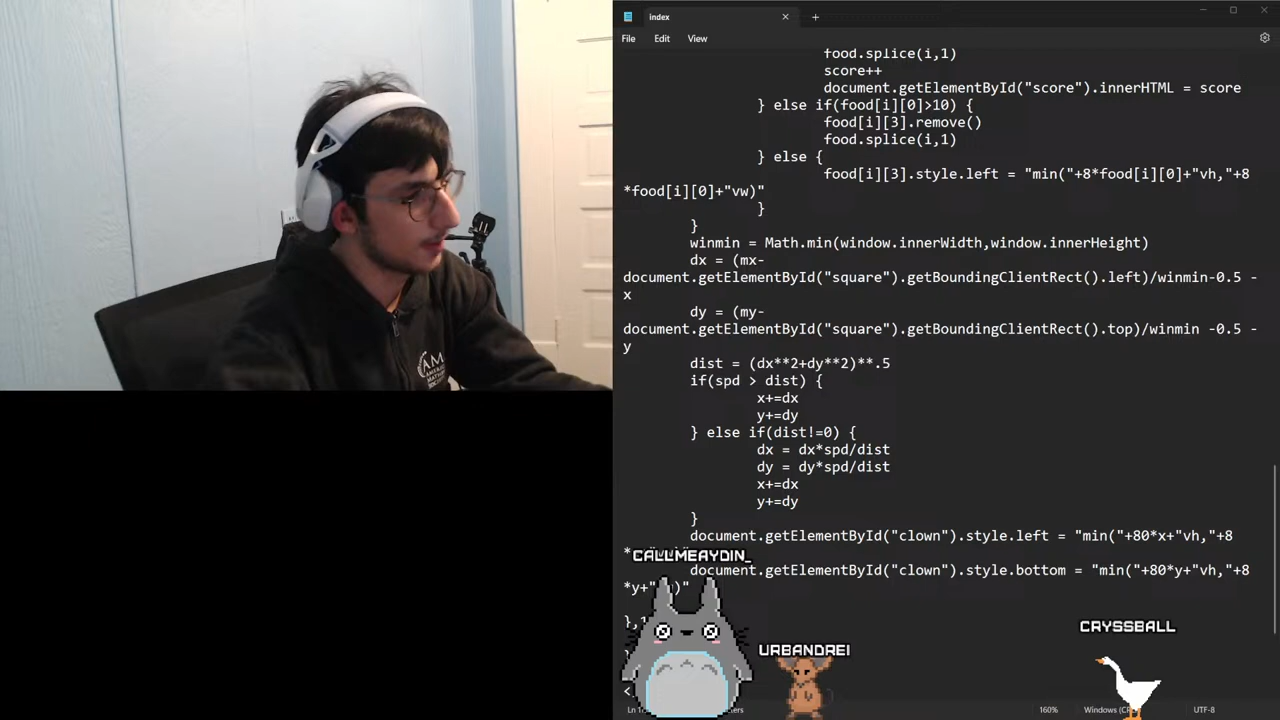 index
File Edit View
food.splice(i,1)
score++
document.getElementById("score").innerHTML = score
} else if(food[i][0]>10) {
food[i][3].remove()
food.splice(i,1)
} else {
food[i][3].style.left = "min("+8*food[i][0]+"vh,"+8
*food[i][0]+"vw)"
}
}
winmin = Math.min(window.innerWidth,window.innerHeight)
dx = (mx-
document.getElementById("square").getBoundingClientRect().left)/winmin-0.5 -
x
dy = (my-
document.getElementById("square").getBoundingClientRect().top)/winmin -0.5 -
y
dist = (dx**2+dy**2)**.5
if(spd > dist) {
x+=dx
y+=dy
} else if(dist!=0) {
dx = dx*spd/dist
dy = dy*spd/dist
x+=dx
y+=dy
}
document.getElementById("clown").style.left = "min("+80*x+"vh,"+8
*
CALLMEAYDIN_
document.getElementById("clown").style.bottom = "min("+80*y+"vh,"+8
*y+"
)"
},1
URBANDREI
CRYSSBALL
<
160%
UTF-8